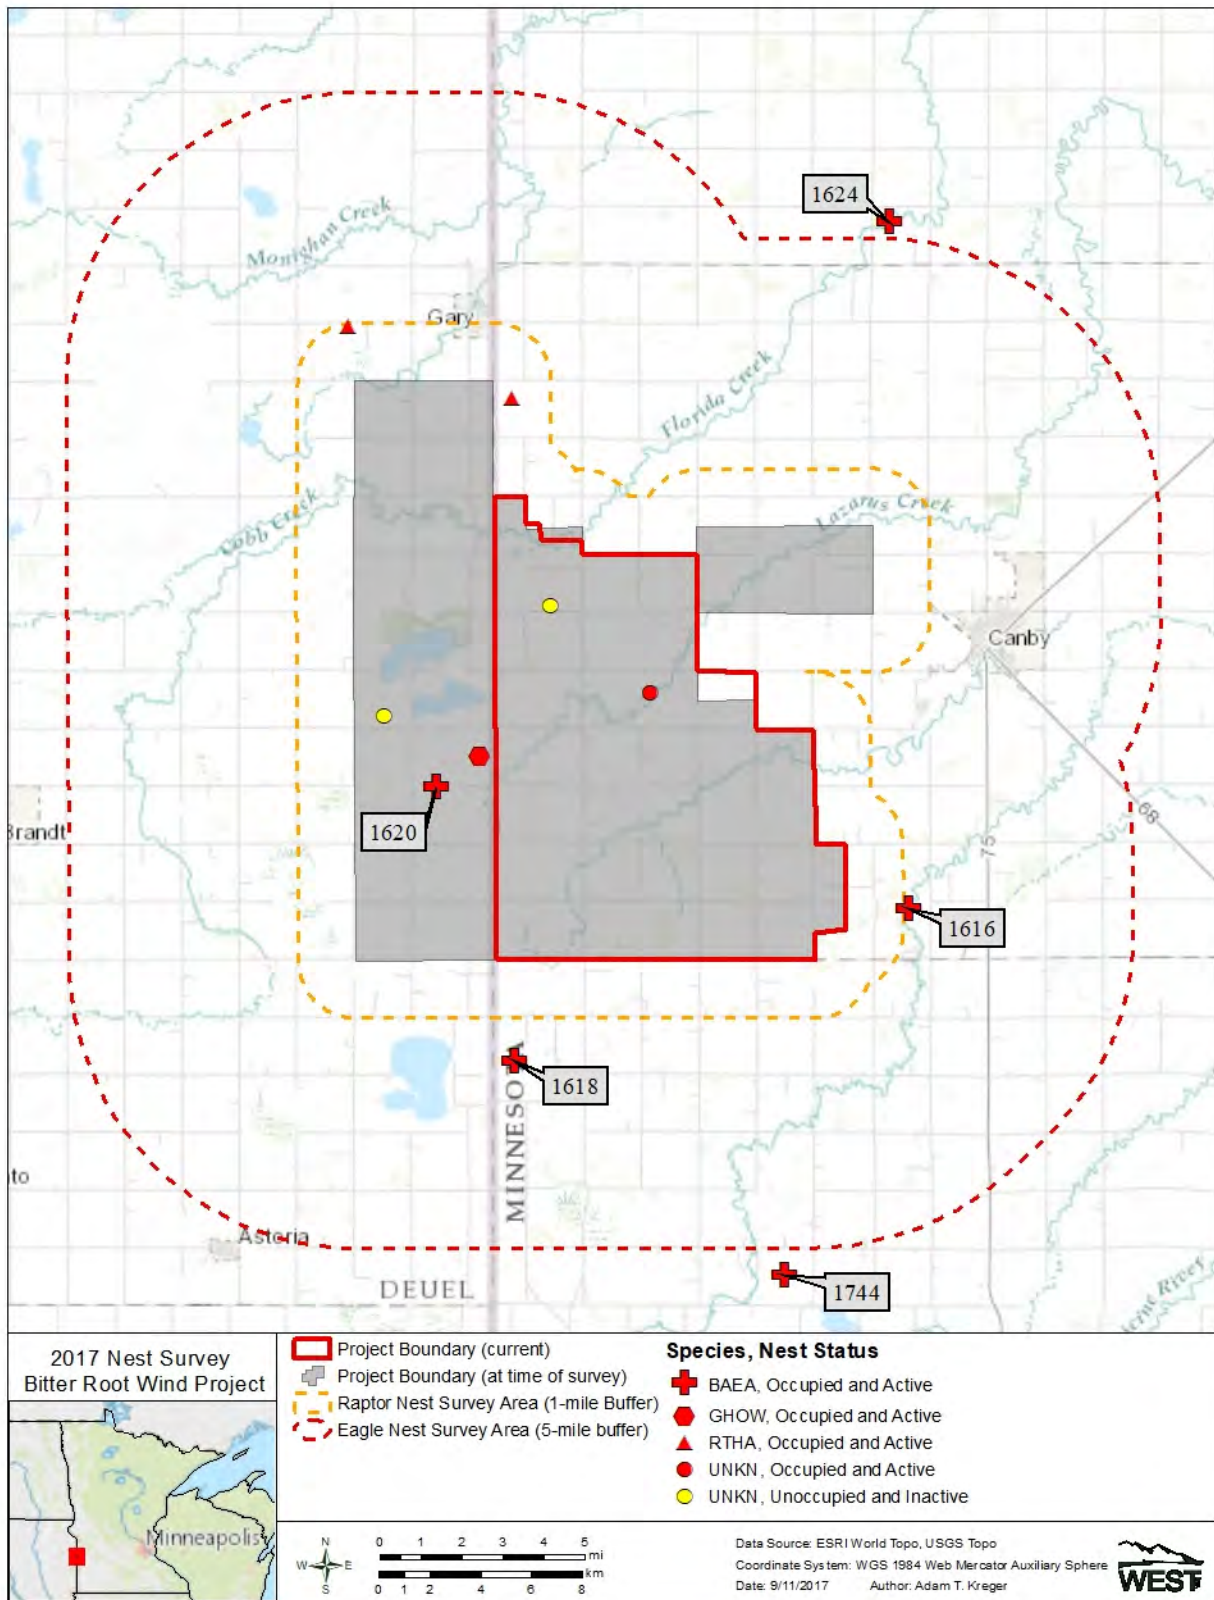 1624
Monighan Creek
Gary
Florida Creek
Lazarus Creek
Cobb Creek
Canby
1620
Brandt
68
75
1616
MINNESOTA
1618
Astoria
DEUEL
1744
River
2017 Nest Survey
Bitter Root Wind Project
Minneapolis
Project Boundary (current)
Project Boundary (at time of survey)
Raptor Nest Survey Area (1-mile Buffer)
Eagle Nest Survey Area (5-mile buffer)
Species, Nest Status
BAEA, Occupied and Active
GHOW, Occupied and Active
RTHA, Occupied and Active
UNKN, Occupied and Active
UNKN, Unoccupied and Inactive
N
W E
S
0 1 2 3 4 5
mi
km
0 1 2 4 6 8
Data Source: ESRI World Topo, USGS Topo
Coordinate System: WGS 1984 Web Mercator Auxiliary Sphere
Date: 9/11/2017 Author: Adam T. Kreger
WEST